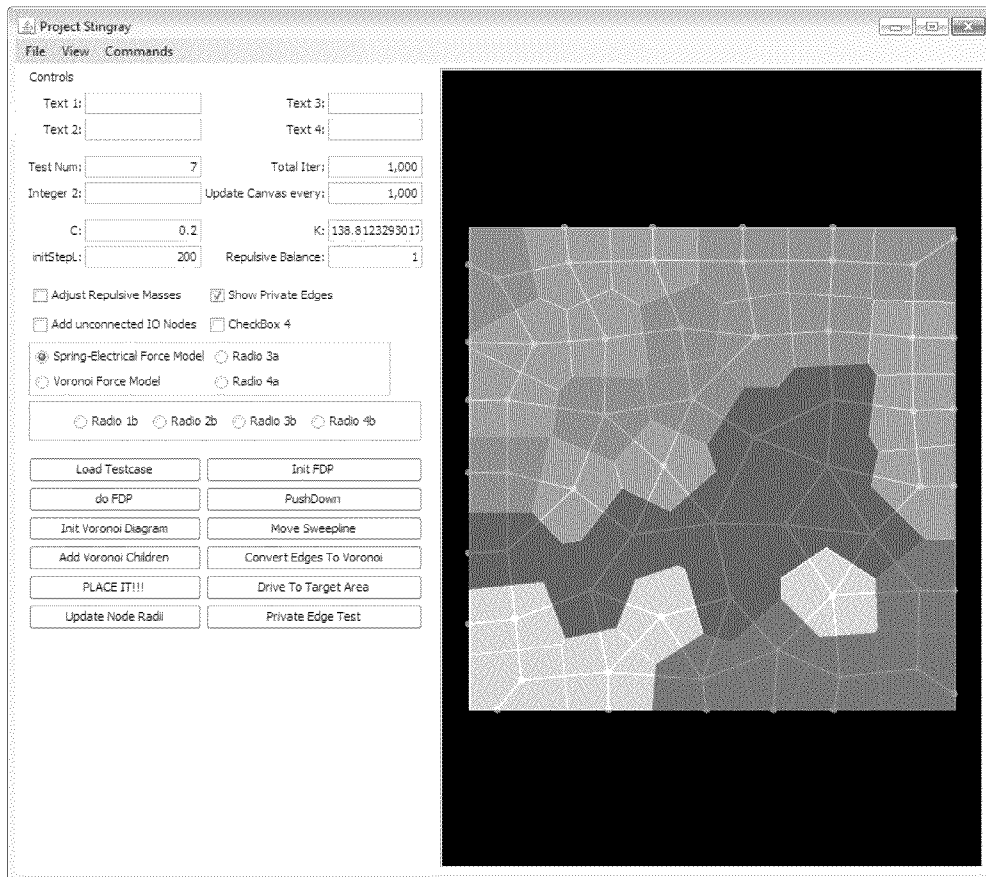 Project Stingray
File View Commands
Controls
Text 1: Text 3:
Text 2: Text 4:
Test Num: 7 Total Iter: 1,000
Integer 2: Update Canvas every: 1,000
C: 0.2 K: 138.8123293017
initStepL: 200 Repulsive Balance: 1
Adjust Repulsive Masses Show Private Edges
Add unconnected IO Nodes CheckBox 4
Spring-Electrical Force Model Radio 3a
Voronoi Force Model Radio 4a
Radio 1b Radio 2b Radio 3b Radio 4b
Load Testcase Init FDP
do FDP PushDown
Init Voronoi Diagram Move Sweepline
Add Voronoi Children Convert Edges To Voronoi
PLACE IT!!! Drive To Target Area
Update Node Radii Private Edge Test